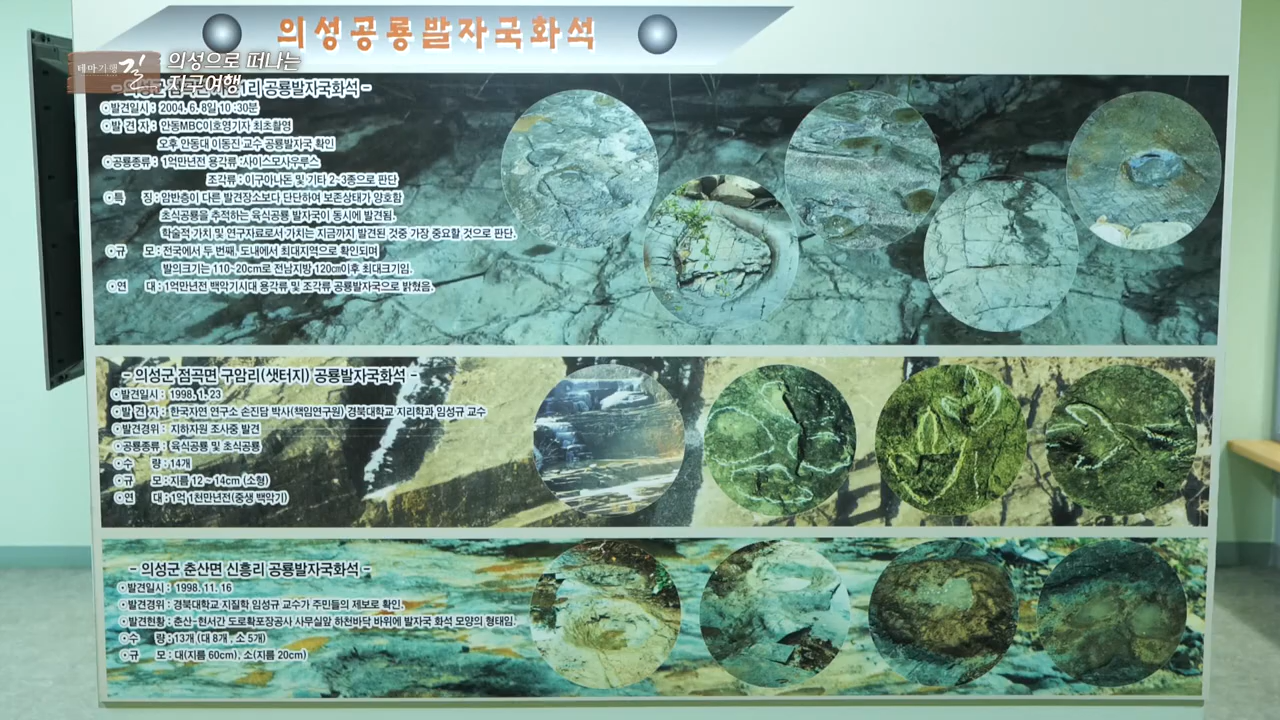 의성공룡발자국화석
테마기행 길
의성으로 떠나는
지구여행
1리 공룡발자국화석 -
○발견일시 : 2004. 6. 8일 10 :30분
○발 견 자 : 안동MBC이호영기자 최초촬영
오후 안동대 이동진 교수 공룡발자국 확인
○공룡종류 : 1억만년전 용각류 :사이스모사우루스
조각류 : 이구아나돈 및 기타 2~3종으로 판단
○특 징 : 암반층이 다른 발견장소보다 단단하여 보존상태가 양호함
초식공룡을 추적하는 육식공룡 발자국이 동시에 발견됨.
학술적 가치 및 연구자료로서 가치는 지금까지 발견된 것중 가장 중요할 것으로 판단.
○규 모 : 전국에서 두 번째, 도내에서 최대지역으로 확인되며
발의크기는 110~20cm로 전남지방 120㎝이후 최대크기임.
○연 대 : 1억만년전 백악기시대 용각류 및 조각류 공룡발자국으로 밝혔음.
- 의성군 점곡면 구암리(샛터지) 공룡발자국화석 -
○발견일시 : 1998. 1. 23
○발 견 자 : 한국자연 연구소 손진담 박사(책임연구원) 경북대학교 지리학과 임성규 교수
○발견경위 : 지하자원 조사중 발견
○공룡종류 : 육식공룡 및 초식공룡
○수 량 : 14개
○규 모 : 지름12 ~ 14cm (소형)
○연 대 : 1억 1천만년전(중생 백악기)
- 의성군 춘산면 신흥리 공룡발자국화석 -
○발견일시 : 1998. 11. 16
○발견경위 : 경북대학교 지질학 임성규 교수가 주민들의 제보로 확인.
○발견현황 : 춘산~현서간 도로확포장공사 사무실앞 하천바닥 바위에 발자국 화석 모양의 형태임.
○수 량 : 13개 (대 8개 , 소 5개)
○규 모 : 대(지름 60cm), 소(지름 20cm)